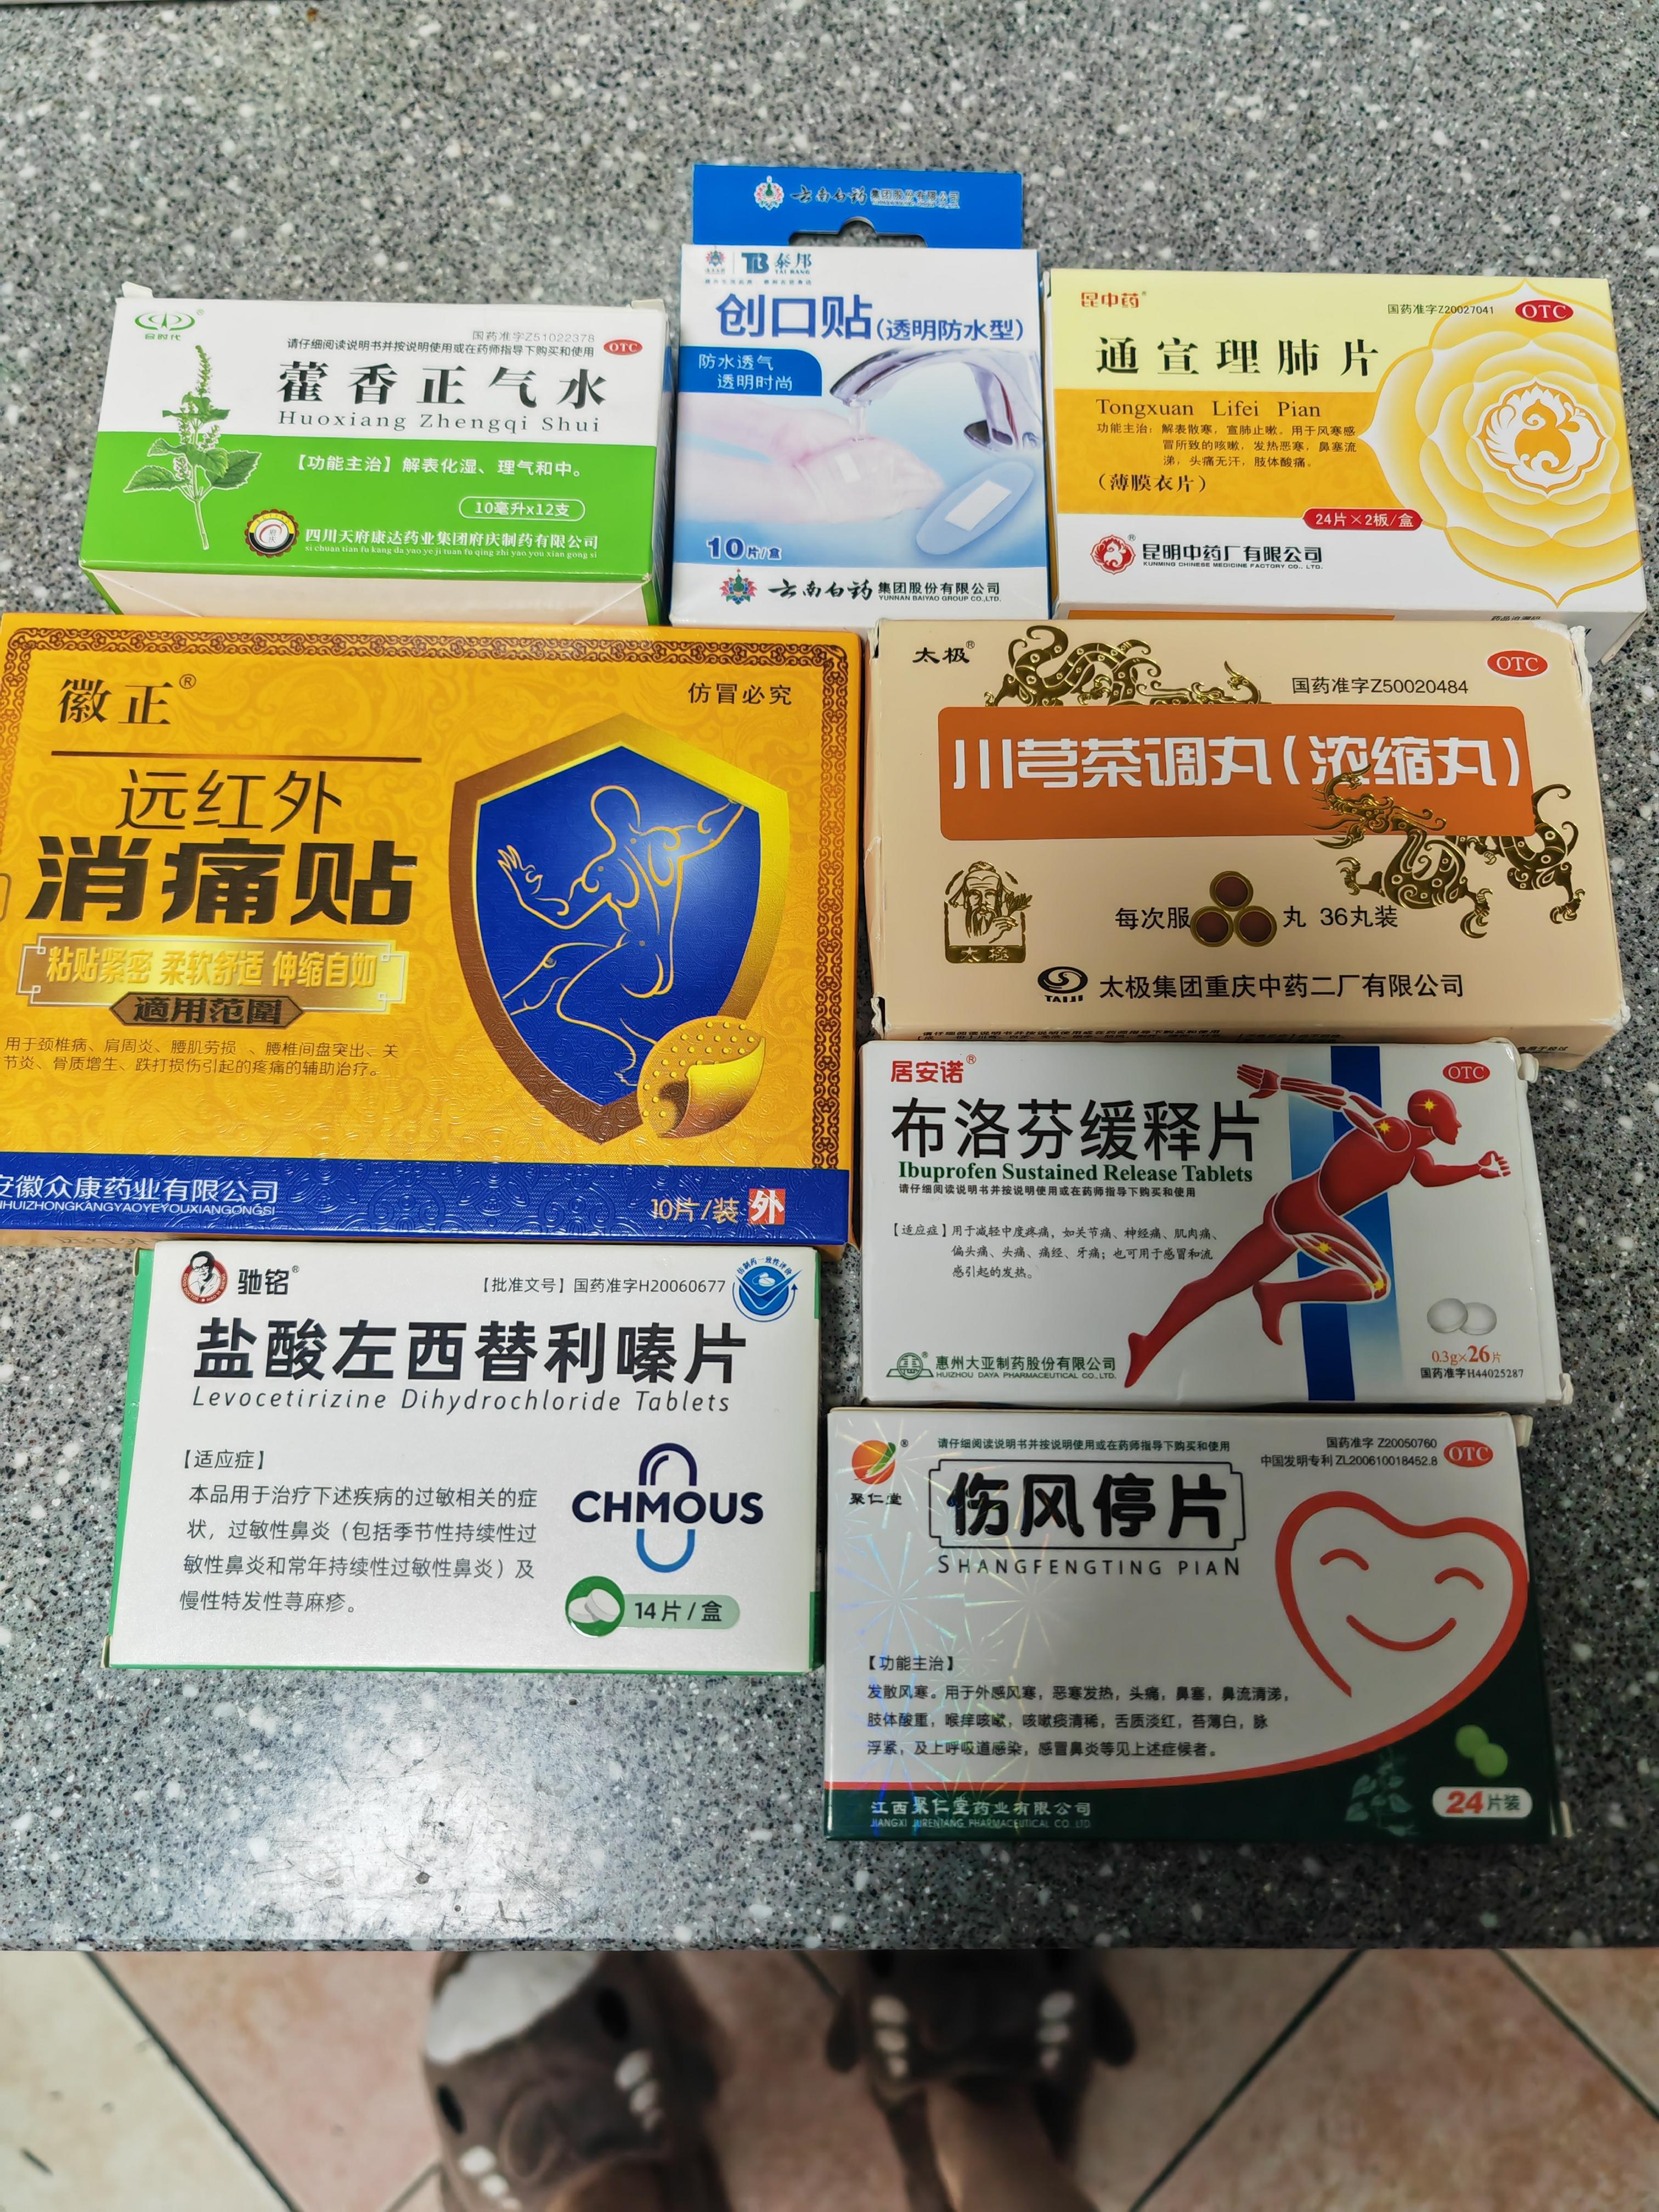 云南白药 集团股份有限公司
TB 泰邦
TAI BANG
创口贴(透明防水型)
防水透气
透明时尚
10片/盒
云南白药 集团股份有限公司
YUNNAN BAIYAO GROUP CO.,LTD.
国药准字Z51022378
请仔细阅读说明书并按说明使用或在药师指导下购买和使用
OTC
藿香正气水
Huoxiang Zhengqi Shui
【功能主治】解表化湿、理气和中。
10毫升x12支
四川天府康达药业集团府庆制药有限公司
si chuan tian fu kang da yao ye ji tuan fu qing zhi yao you xian gong si
昆中药®
国药准字Z20027041
OTC
通宣理肺片
Tongxuan Lifei Pian
功能主治：解表散寒，宣肺止嗽。用于风寒感
冒所致的咳嗽，发热恶寒，鼻塞流
涕，头痛无汗，肢体酸痛。
（薄膜衣片）
24片×2板/盒
昆明中药厂有限公司
KUNMING CHINESE MEDICINE FACTORY CO., LTD.
徽正®
仿冒必究
远红外
消痛贴
粘贴紧密 柔软舒适 伸缩自如
適用范圍
用于颈椎病、肩周炎、腰肌劳损、腰椎间盘突出、关
节炎、骨质增生、跌打损伤引起的疼痛的辅助治疗。
安徽众康药业有限公司
HUIZHONGKANGYAOYEYOUXIANGONGSI
10片/装 外
太极®
OTC
国药准字Z50020484
川芎茶调丸(浓缩丸)
每次服 丸 36丸装
太极
TAIJI
太极集团重庆中药二厂有限公司
居安诺®
OTC
布洛芬缓释片
Ibuprofen Sustained Release Tablets
请仔细阅读说明书并按说明使用或在药师指导下购买和使用
【适应症】用于减轻中度疼痛，如关节痛、神经痛、肌肉痛、
偏头痛、头痛、痛经、牙痛；也可用于感冒和流
感引起的发热。
0.3g×26片
国药准字H44025287
惠州大亚制药股份有限公司
HUIZHOU DAYA PHARMACEUTICAL CO.,LTD.
驰铭®
【批准文号】国药准字H20060677
盐酸左西替利嗪片
Levocetirizine Dihydrochloride Tablets
【适应症】
本品用于治疗下述疾病的过敏相关的症
状，过敏性鼻炎（包括季节性持续性过
敏性鼻炎和常年持续性过敏性鼻炎）及
慢性特发性荨麻疹。
CHMOUS
14片/盒
聚仁堂
请仔细阅读说明书并按说明使用或在药师指导下购买和使用
国药准字 Z20050760
中国发明专利 ZL200610018452.8
OTC
伤风停片
SHANGFENGTING PIAN
【功能主治】
发散风寒。用于外感风寒，恶寒发热，头痛，鼻塞，鼻流清涕，
肢体酸重，喉痒咳嗽，咳嗽痰清稀，舌质淡红，苔薄白，脉
浮紧，及上呼吸道感染，感冒鼻炎等见上述症候者。
江西聚仁堂药业有限公司
JIANGXI JURENTANG PHARMACEUTICAL CO. LTD.
24片装